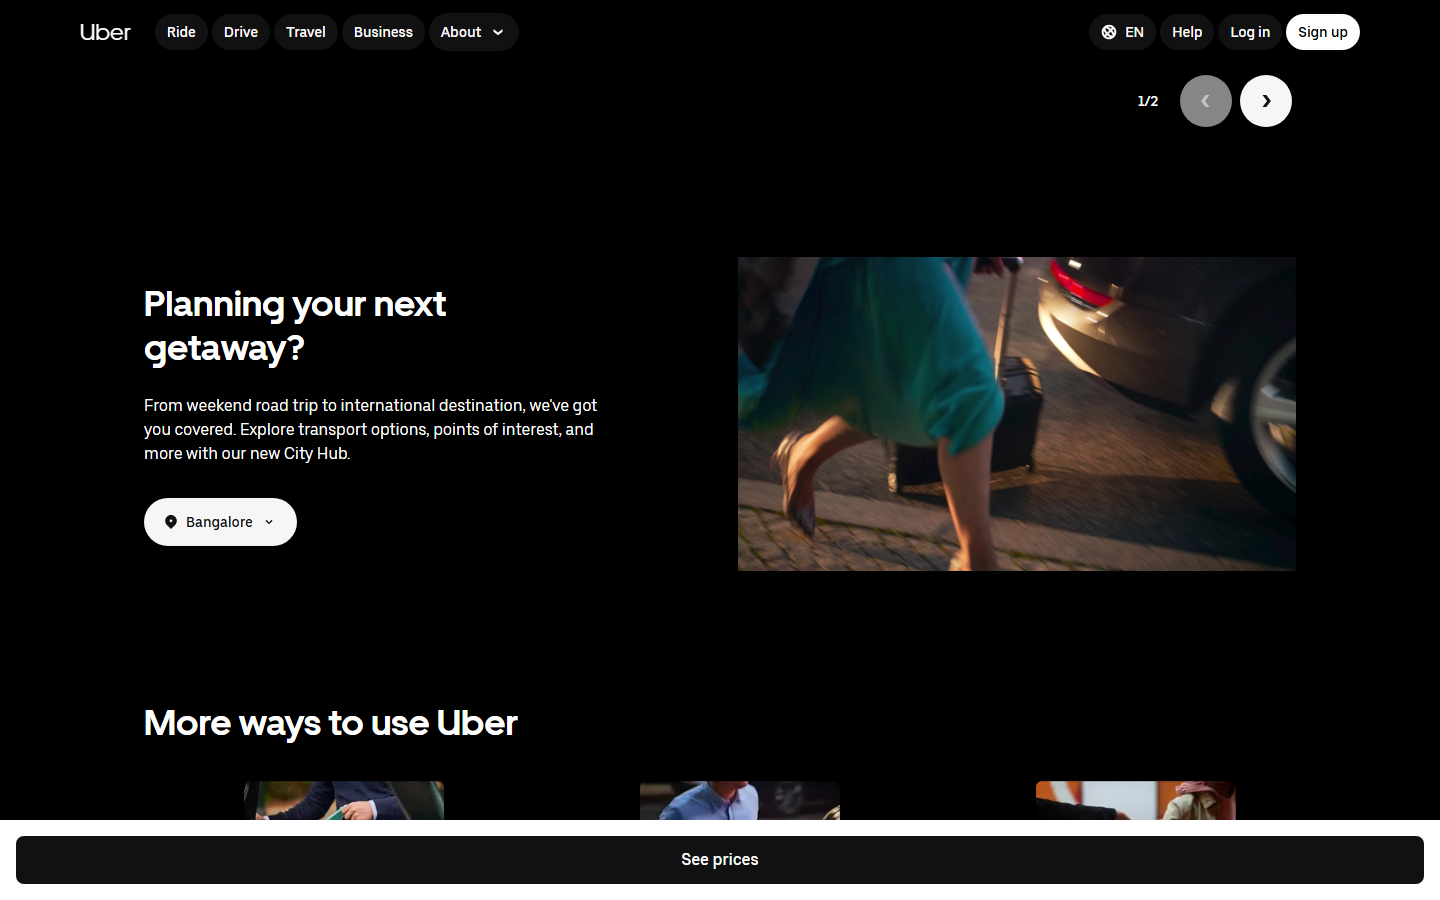 Uber
Ride
Drive
Travel
Business
About
EN
Help
Log in
Sign up
1/2
Planning your next
getaway?
From weekend road trip to international destination, we've got
you covered. Explore transport options, points of interest, and
more with our new City Hub.
Bangalore
More ways to use Uber
See prices